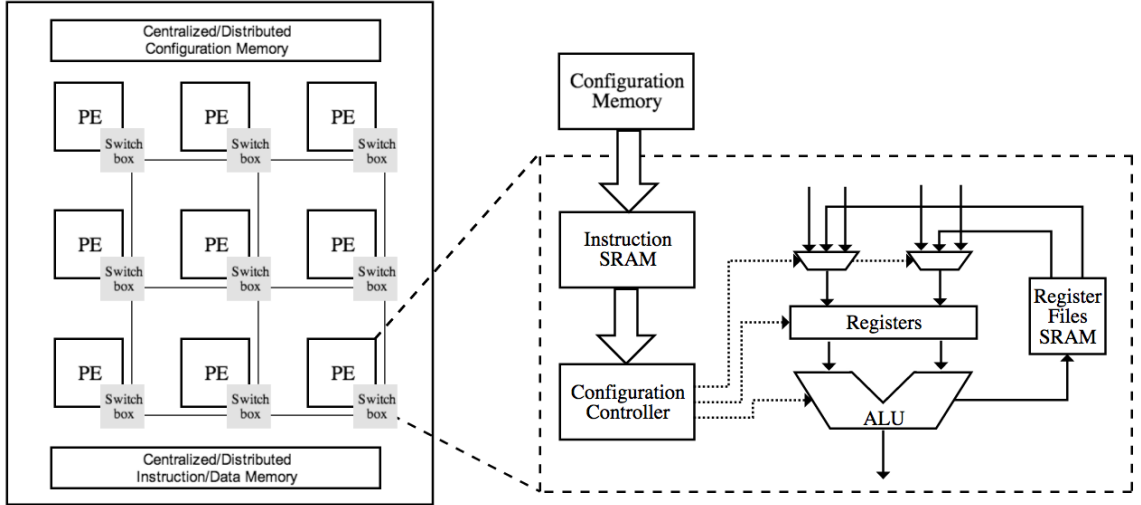 Centralized/Distributed
Configuration Memory
PE
Switch
box
PE
Switch
box
PE
Switch
box
PE
Switch
box
PE
Switch
box
PE
Switch
box
PE
Switch
box
PE
Switch
box
PE
Switch
box
Centralized/Distributed
Instruction/Data Memory
Configuration
Memory
Instruction
SRAM
Configuration
Controller
Registers
ALU
Register
Files
SRAM